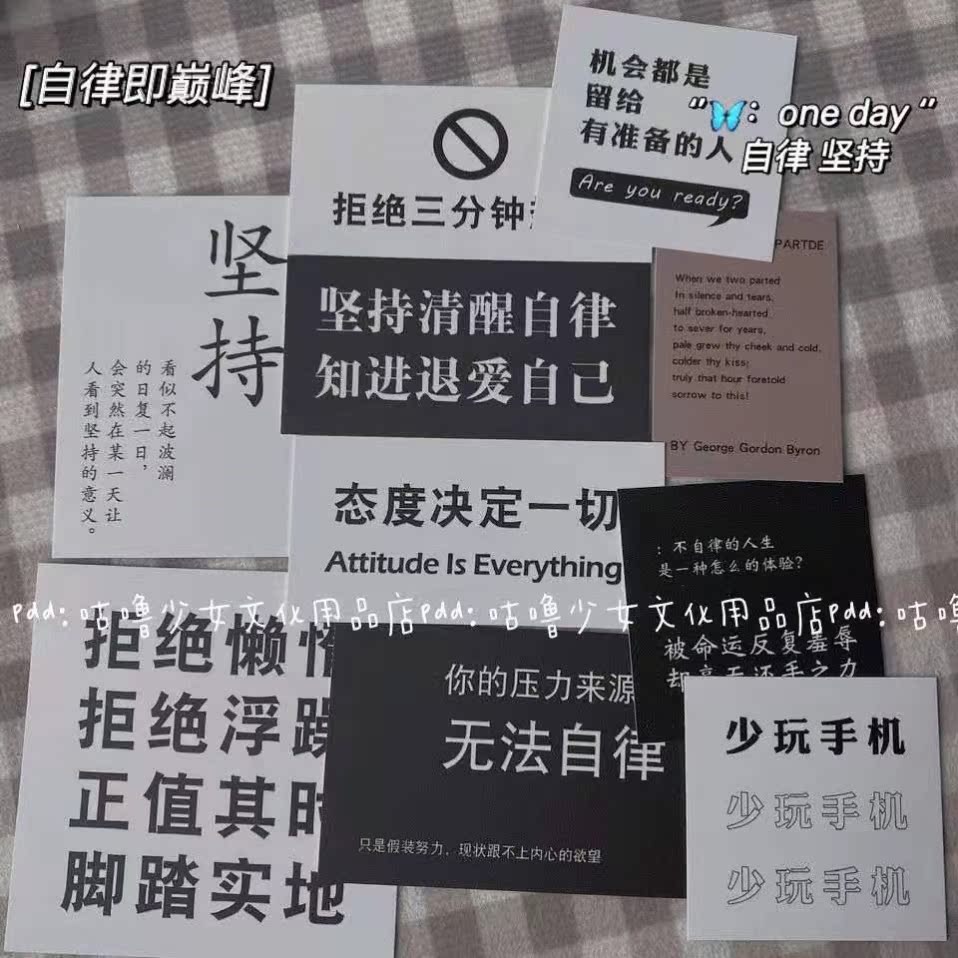 [自律即巅峰]
机会都是
留给
有准备的人
Are you ready?
“🦋: one day”
自律 坚持
拒绝三分钟
坚持清醒自律
知进退爱自己
坚持
看似不起波澜
的日复一日，
会突然在某一天让
人看到坚持的意义。
PARTDE
When we two parted
In silence and tears,
half broken-hearted
to sever for years,
pale grew thy cheek and cold,
colder thy kiss;
truly that hour foretold
sorrow to this!
BY George Gordon Byron
态度决定一切
Attitude Is Everything
：不自律的人生
是一种怎么的体验？
被命运反复羞辱
却毫无还手之力
pdd:咕噜少女文化用品店pdd:咕噜少女文化用品店pdd:咕噜
拒绝懒惰
拒绝浮躁
正值其时
脚踏实地
你的压力来源
无法自律
只是假装努力，现状跟不上内心的欲望
少玩手机
少玩手机
少玩手机